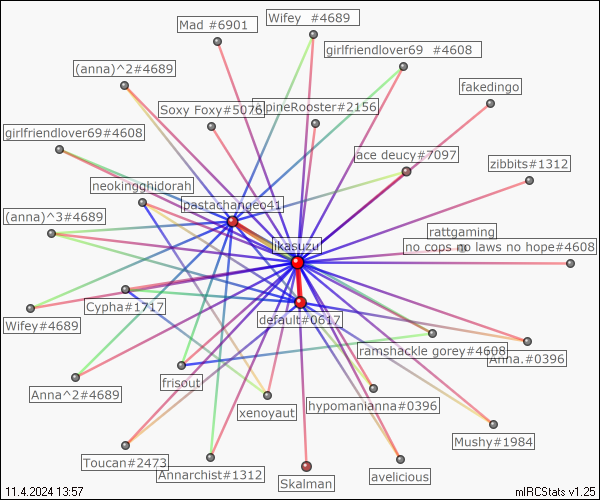 Mad #6901
Wifey  #4689
girlfriendlover69  #4608
(anna)^2#4689
fakedingo
Soxy Foxy#5076
pineRooster#2156
girlfriendlover69#4608
ace deucy#7097
zibbits#1312
neokingghidorah
pastachangeo41
(anna)^3#4689
rattgaming
ikasuzu
no cops no laws no hope#4608
Cypha#1717
Wifey#4689
default#0617
ramshackle gorey#4608
#0396
frisout
Anna^2#4689
hypomanianna#0396
xenoyaut
Mushy#1984
Toucan#2473
Annarchist#1312
avelicious
Skalman
11.4.2024 13:57
mIRCStats v1.25